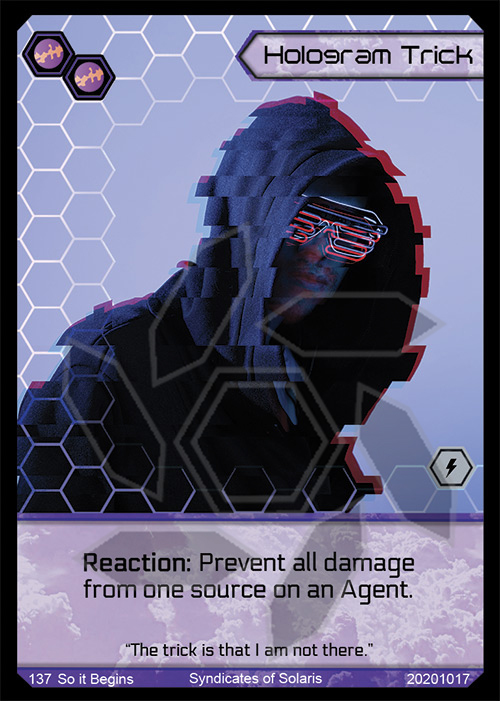 Hologram Trick
Reaction: Prevent all damage
from one source on an Agent.
"The trick is that I am not there."
137 So it Begins Syndicates of Solaris 20201017